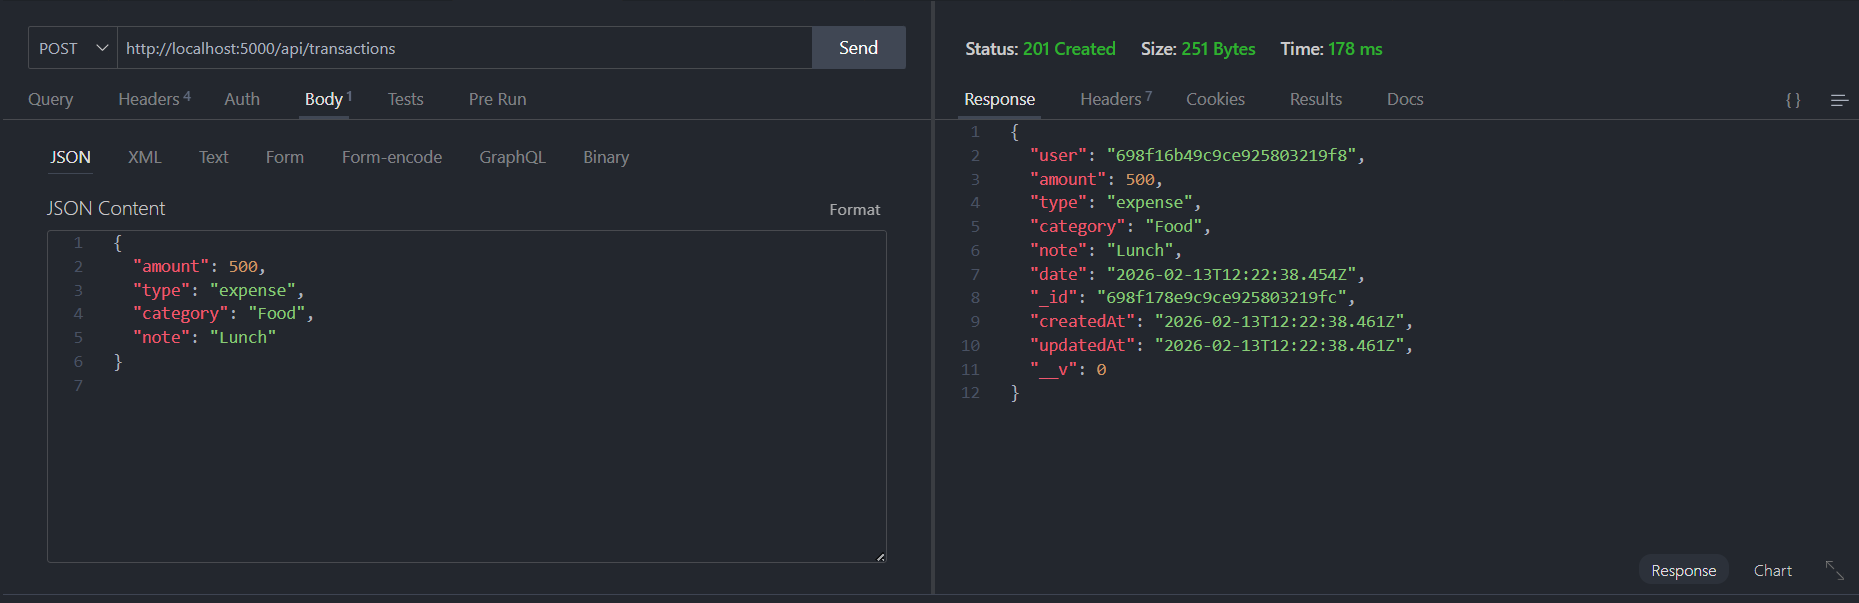 POST http://localhost:5000/api/transactions Send
Query Headers 4 Auth Body 1 Tests Pre Run
JSON XML Text Form Form-encode GraphQL Binary
JSON Content Format
1 {
2 "amount": 500,
3 "type": "expense",
4 "category": "Food",
5 "note": "Lunch"
6 }
7
Status: 201 Created Size: 251 Bytes Time: 178 ms
Response Headers 7 Cookies Results Docs { }
1 {
2 "user": "698f16b49c9ce925803219f8",
3 "amount": 500,
4 "type": "expense",
5 "category": "Food",
6 "note": "Lunch",
7 "date": "2026-02-13T12:22:38.454Z",
8 "_id": "698f178e9c9ce925803219fc",
9 "createdAt": "2026-02-13T12:22:38.461Z",
10 "updatedAt": "2026-02-13T12:22:38.461Z",
11 "__v": 0
12 }
Response Chart